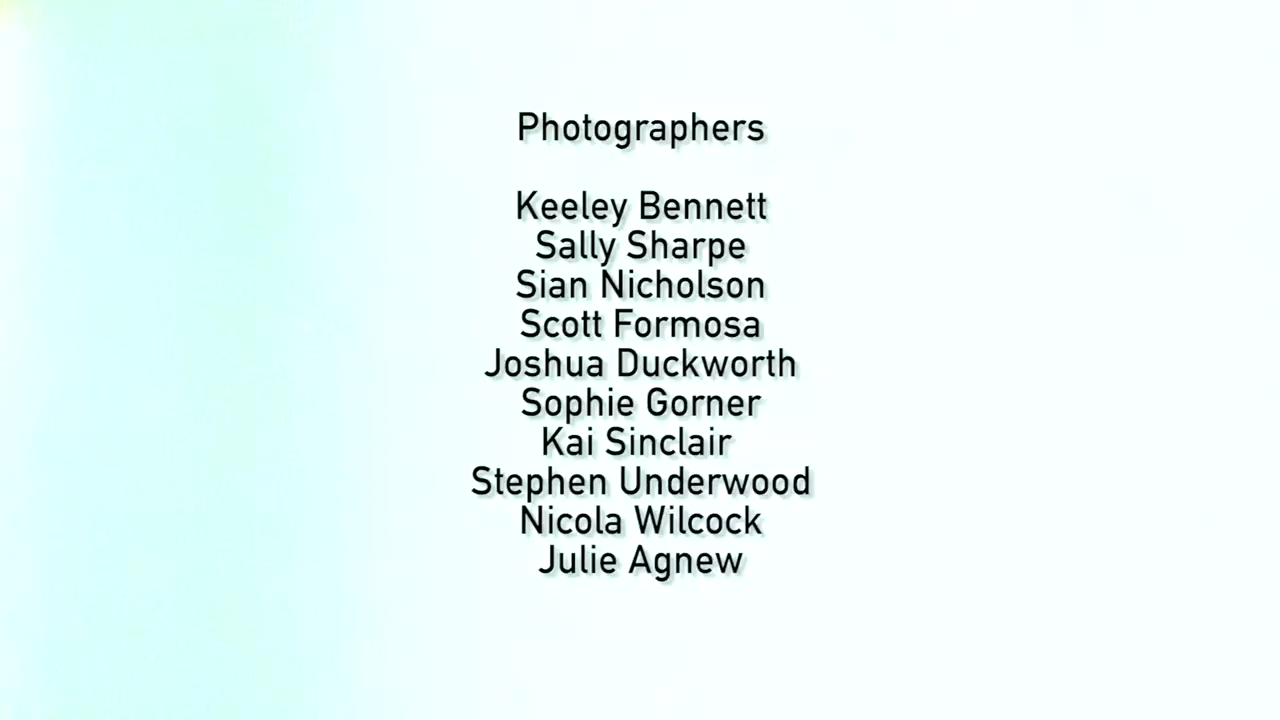 Photographers
Keeley Bennett
Sally Sharpe
Sian Nicholson
Scott Formosa
Joshua Duckworth
Sophie Gorner
Kai Sinclair
Stephen Underwood
Nicola Wilcock
Julie Agnew